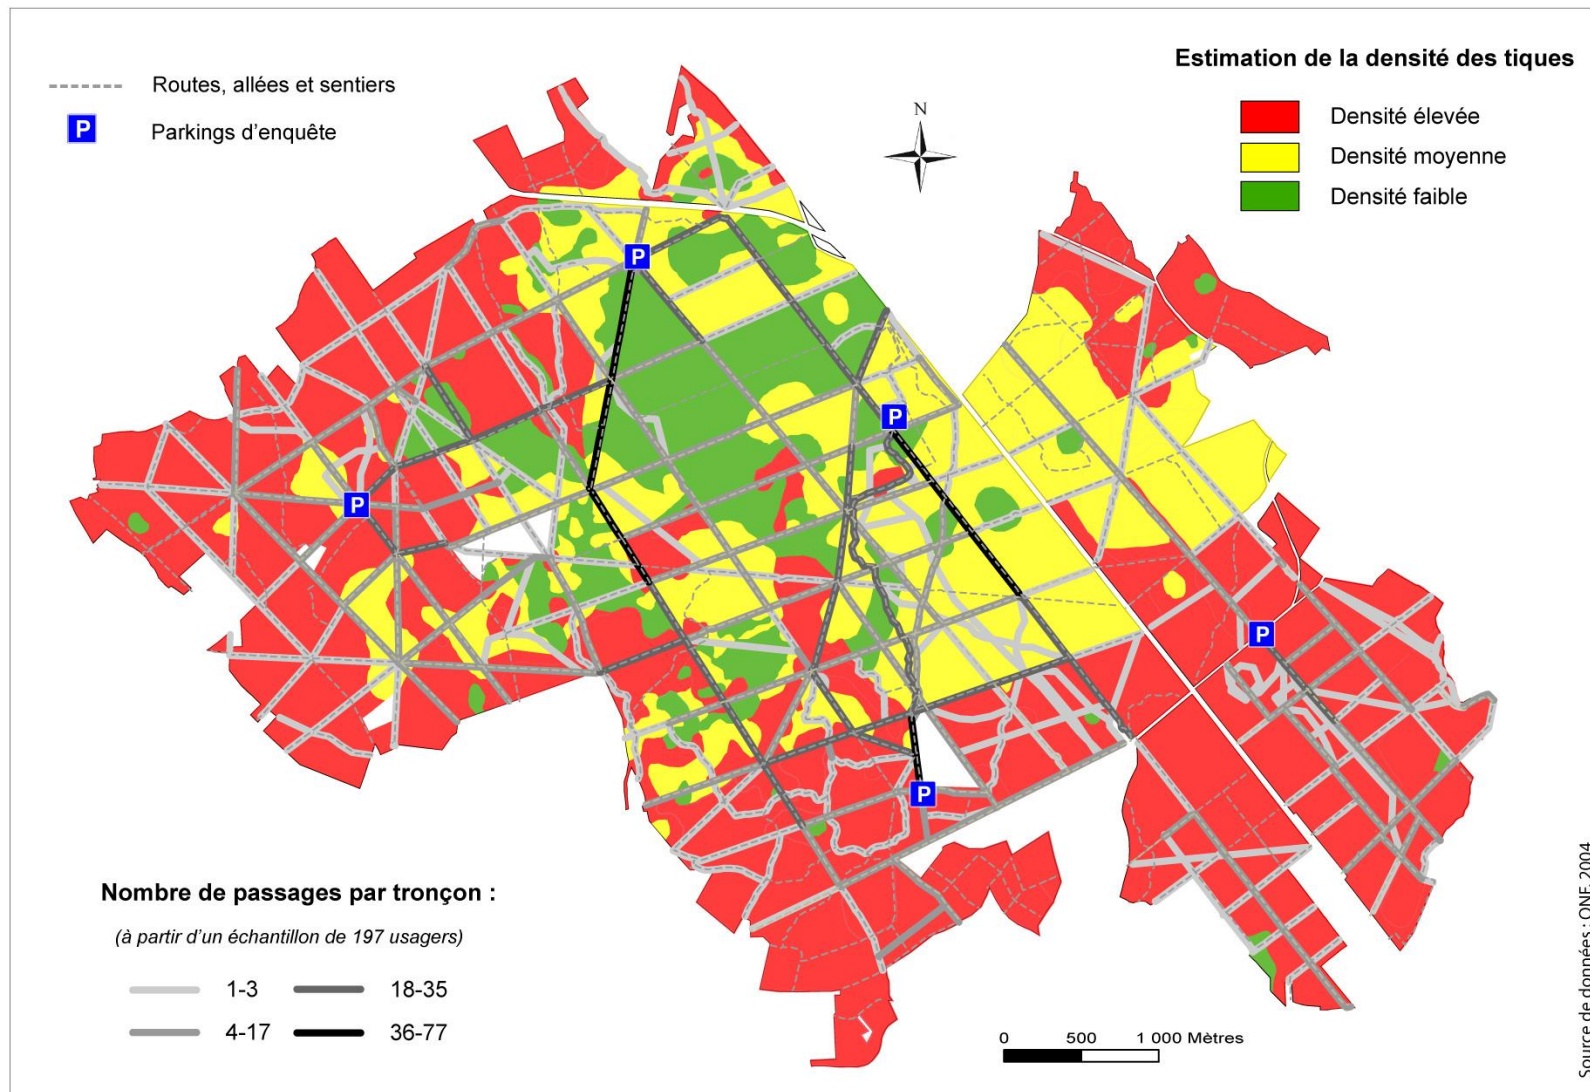 Routes, allées et sentiers
P
Parkings d'enquête
Estimation de la densité des tiques
Densité élevée
Densité moyenne
Densité faible
N
P
P
P
P
P
Nombre de passages par tronçon :
(à partir d'un échantillon de 197 usagers)
1-3
18-35
4-17
36-77
0
500
1 000 Mètres
Source de données : ONF, 2004